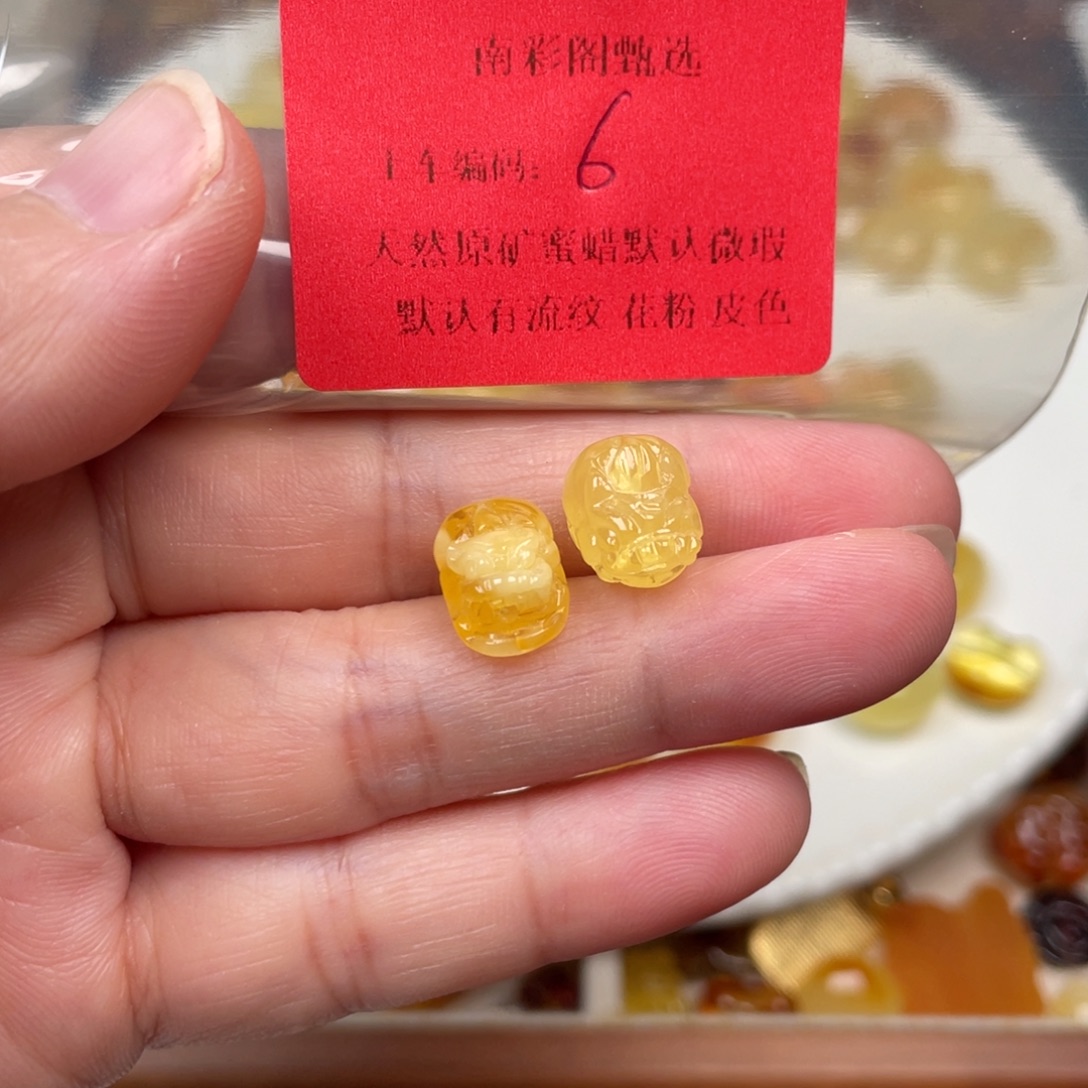 南彩阁甄选
上车编码: 6
天然原矿蜜蜡默认微瑕
默认有流纹 花粉 皮色